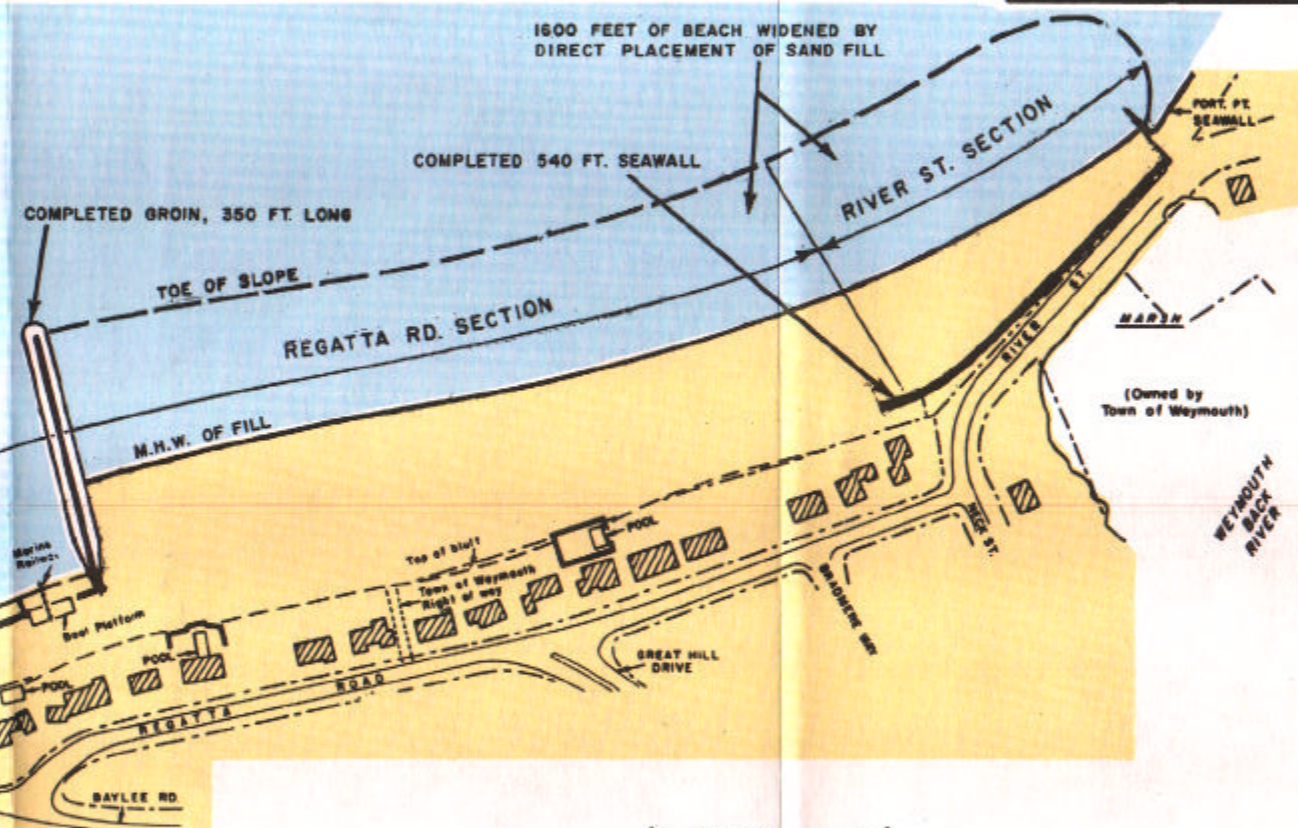 1600 FEET OF BEACH WIDENED BY
DIRECT PLACEMENT OF SAND FILL
PORT. PT.
SEAWALL
COMPLETED 540 FT. SEAWALL
RIVER ST. SECTION
COMPLETED GROIN, 350 FT. LONG
TOE OF SLOPE
REGATTA RD. SECTION
M.H.W. OF FILL
RIVER ST.
MARSH
(Owned by
Town of Weymouth)
WEYMOUTH
BACK
RIVER
NECK ST.
POOL
Top of bluff
Town of Weymouth
Right of way
Marine
Railway
Boat Platform
BRADMERE WAY
GREAT HILL
DRIVE
POOL
POOL
REGATTA ROAD
BAYLEE RD.